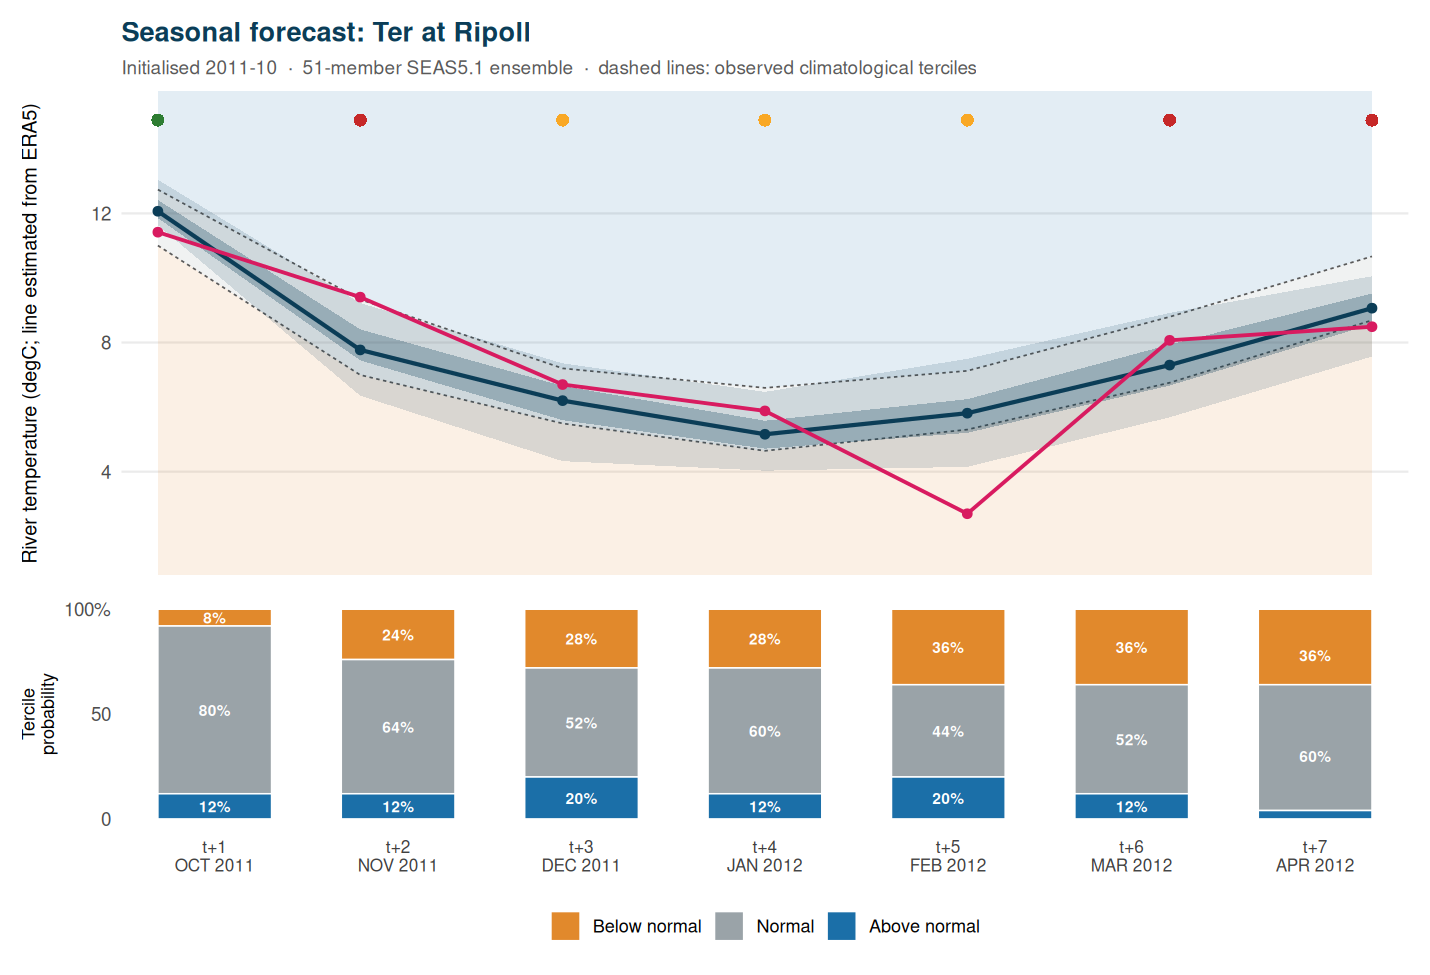 Seasonal forecast: Ter at Ripoll
Initialised 2011-10 · 51-member SEAS5.1 ensemble · dashed lines: observed climatological terciles
River temperature (degC; line estimated from ERA5)
12
8
4
Tercile
probability
100%
50
0
8% 24% 28% 28% 36% 36% 36%
80% 64% 52% 60% 44% 52% 60%
12% 12% 20% 12% 20% 12%
t+1 t+2 t+3 t+4 t+5 t+6 t+7
OCT 2011 NOV 2011 DEC 2011 JAN 2012 FEB 2012 MAR 2012 APR 2012
Below normal Normal Above normal